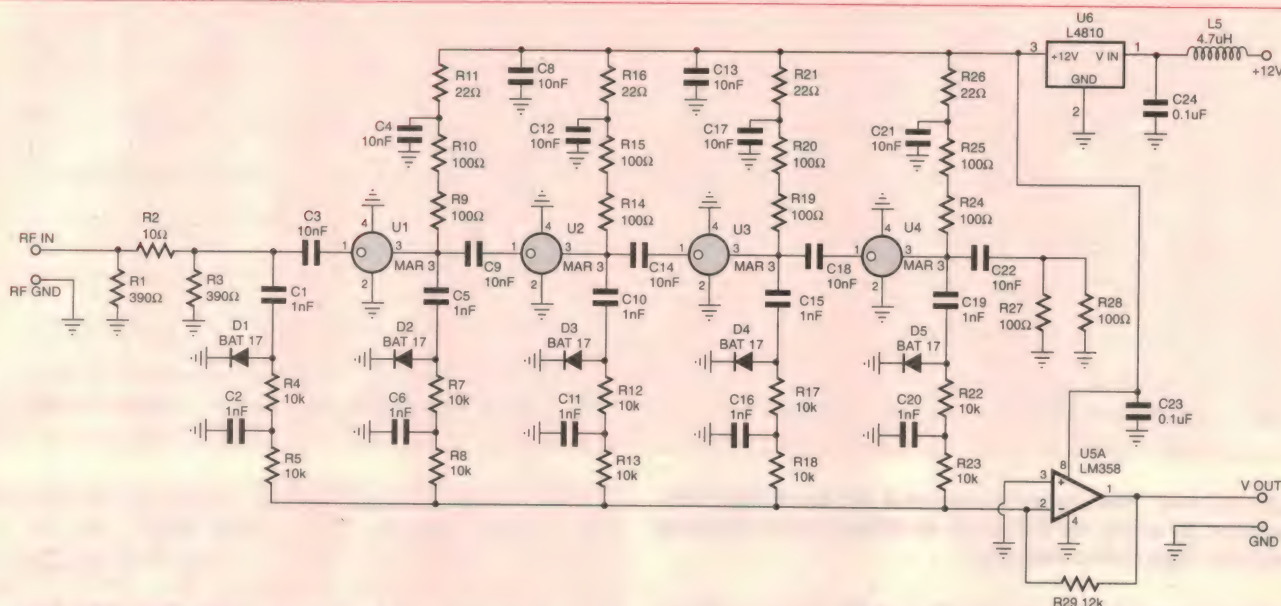 U6
L4810
L5
4.7uH
3
+12V
V IN
1
GND
2
+12V
C24
0.1uF
R11
22Ω
C8
10nF
R16
22Ω
C13
10nF
R21
22Ω
R26
22Ω
C4
10nF
C12
10nF
C17
10nF
C21
10nF
R10
100Ω
R15
100Ω
R20
100Ω
R25
100Ω
R9
100Ω
R14
100Ω
R19
100Ω
R24
100Ω
RF IN
R2
10Ω
C3
10nF
1
4
U1
3
MAR 3
2
C9
10nF
1
4
U2
3
MAR 3
2
C14
10nF
1
4
U3
3
MAR 3
2
C18
10nF
1
4
U4
3
MAR 3
2
C22
10nF
RF GND
R1
390Ω
R3
390Ω
C1
1nF
C5
1nF
C10
1nF
C15
1nF
C19
1nF
R27
100Ω
R28
100Ω
D1
BAT 17
D2
BAT 17
D3
BAT 17
D4
BAT 17
D5
BAT 17
R4
10k
R7
10k
R12
10k
R17
10k
R22
10k
C2
1nF
C6
1nF
C11
1nF
C16
1nF
C20
1nF
C23
0.1uF
R5
10k
R8
10k
R13
10k
R18
10k
R23
10k
U5A
LM358
8
3
+
2
−
1
4
V OUT
GND
R29 12k